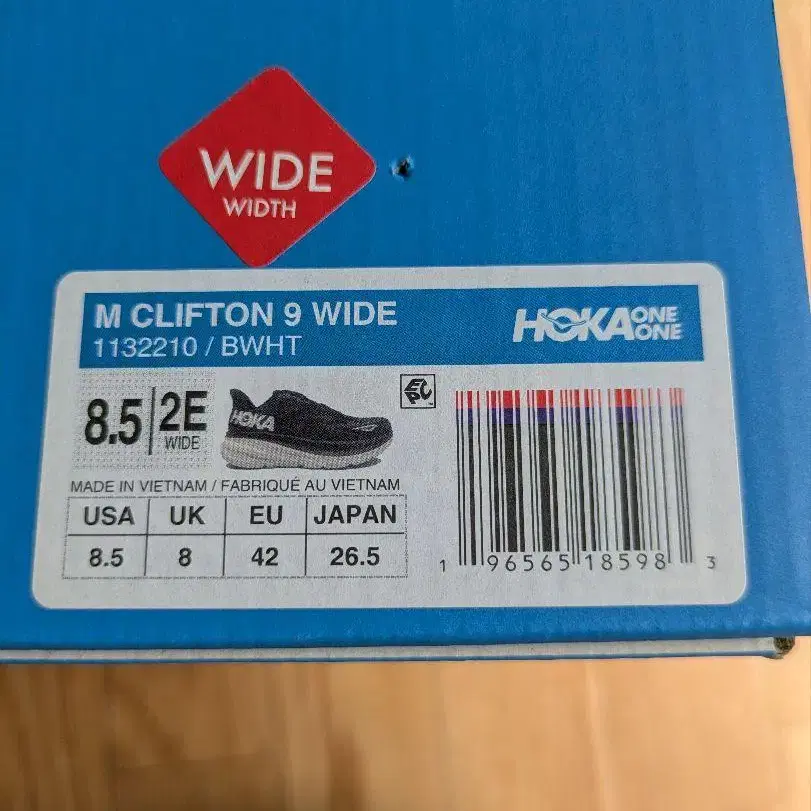 WIDE
WIDTH
M CLIFTON 9 WIDE
1132210 / BWHT
HOKA ONE ONE
8.5 2E
WIDE
HOKA
EPC
MADE IN VIETNAM / FABRIQUÉ AU VIETNAM
USA UK EU JAPAN
8.5 8 42 26.5
1 96565 18598 3